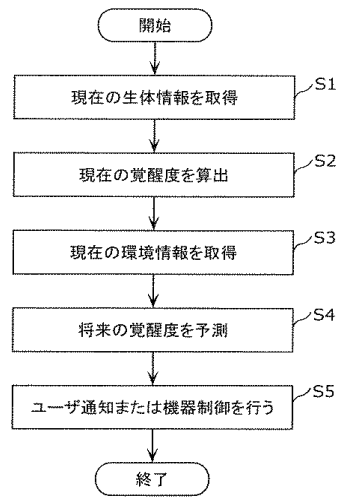 開始
現在の生体情報を取得
S1
現在の覚醒度を算出
S2
現在の環境情報を取得
S3
将来の覚醒度を予測
S4
ユーザ通知または機器制御を行う
S5
終了